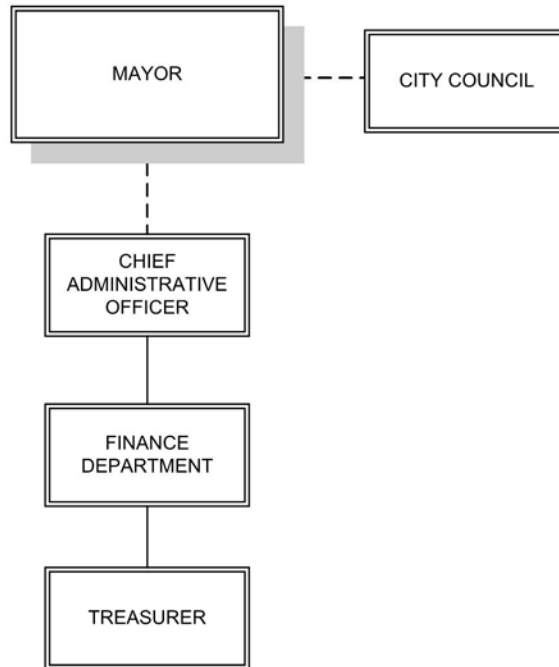 MAYOR
CITY COUNCIL
CHIEF
ADMINISTRATIVE
OFFICER
FINANCE
DEPARTMENT
TREASURER